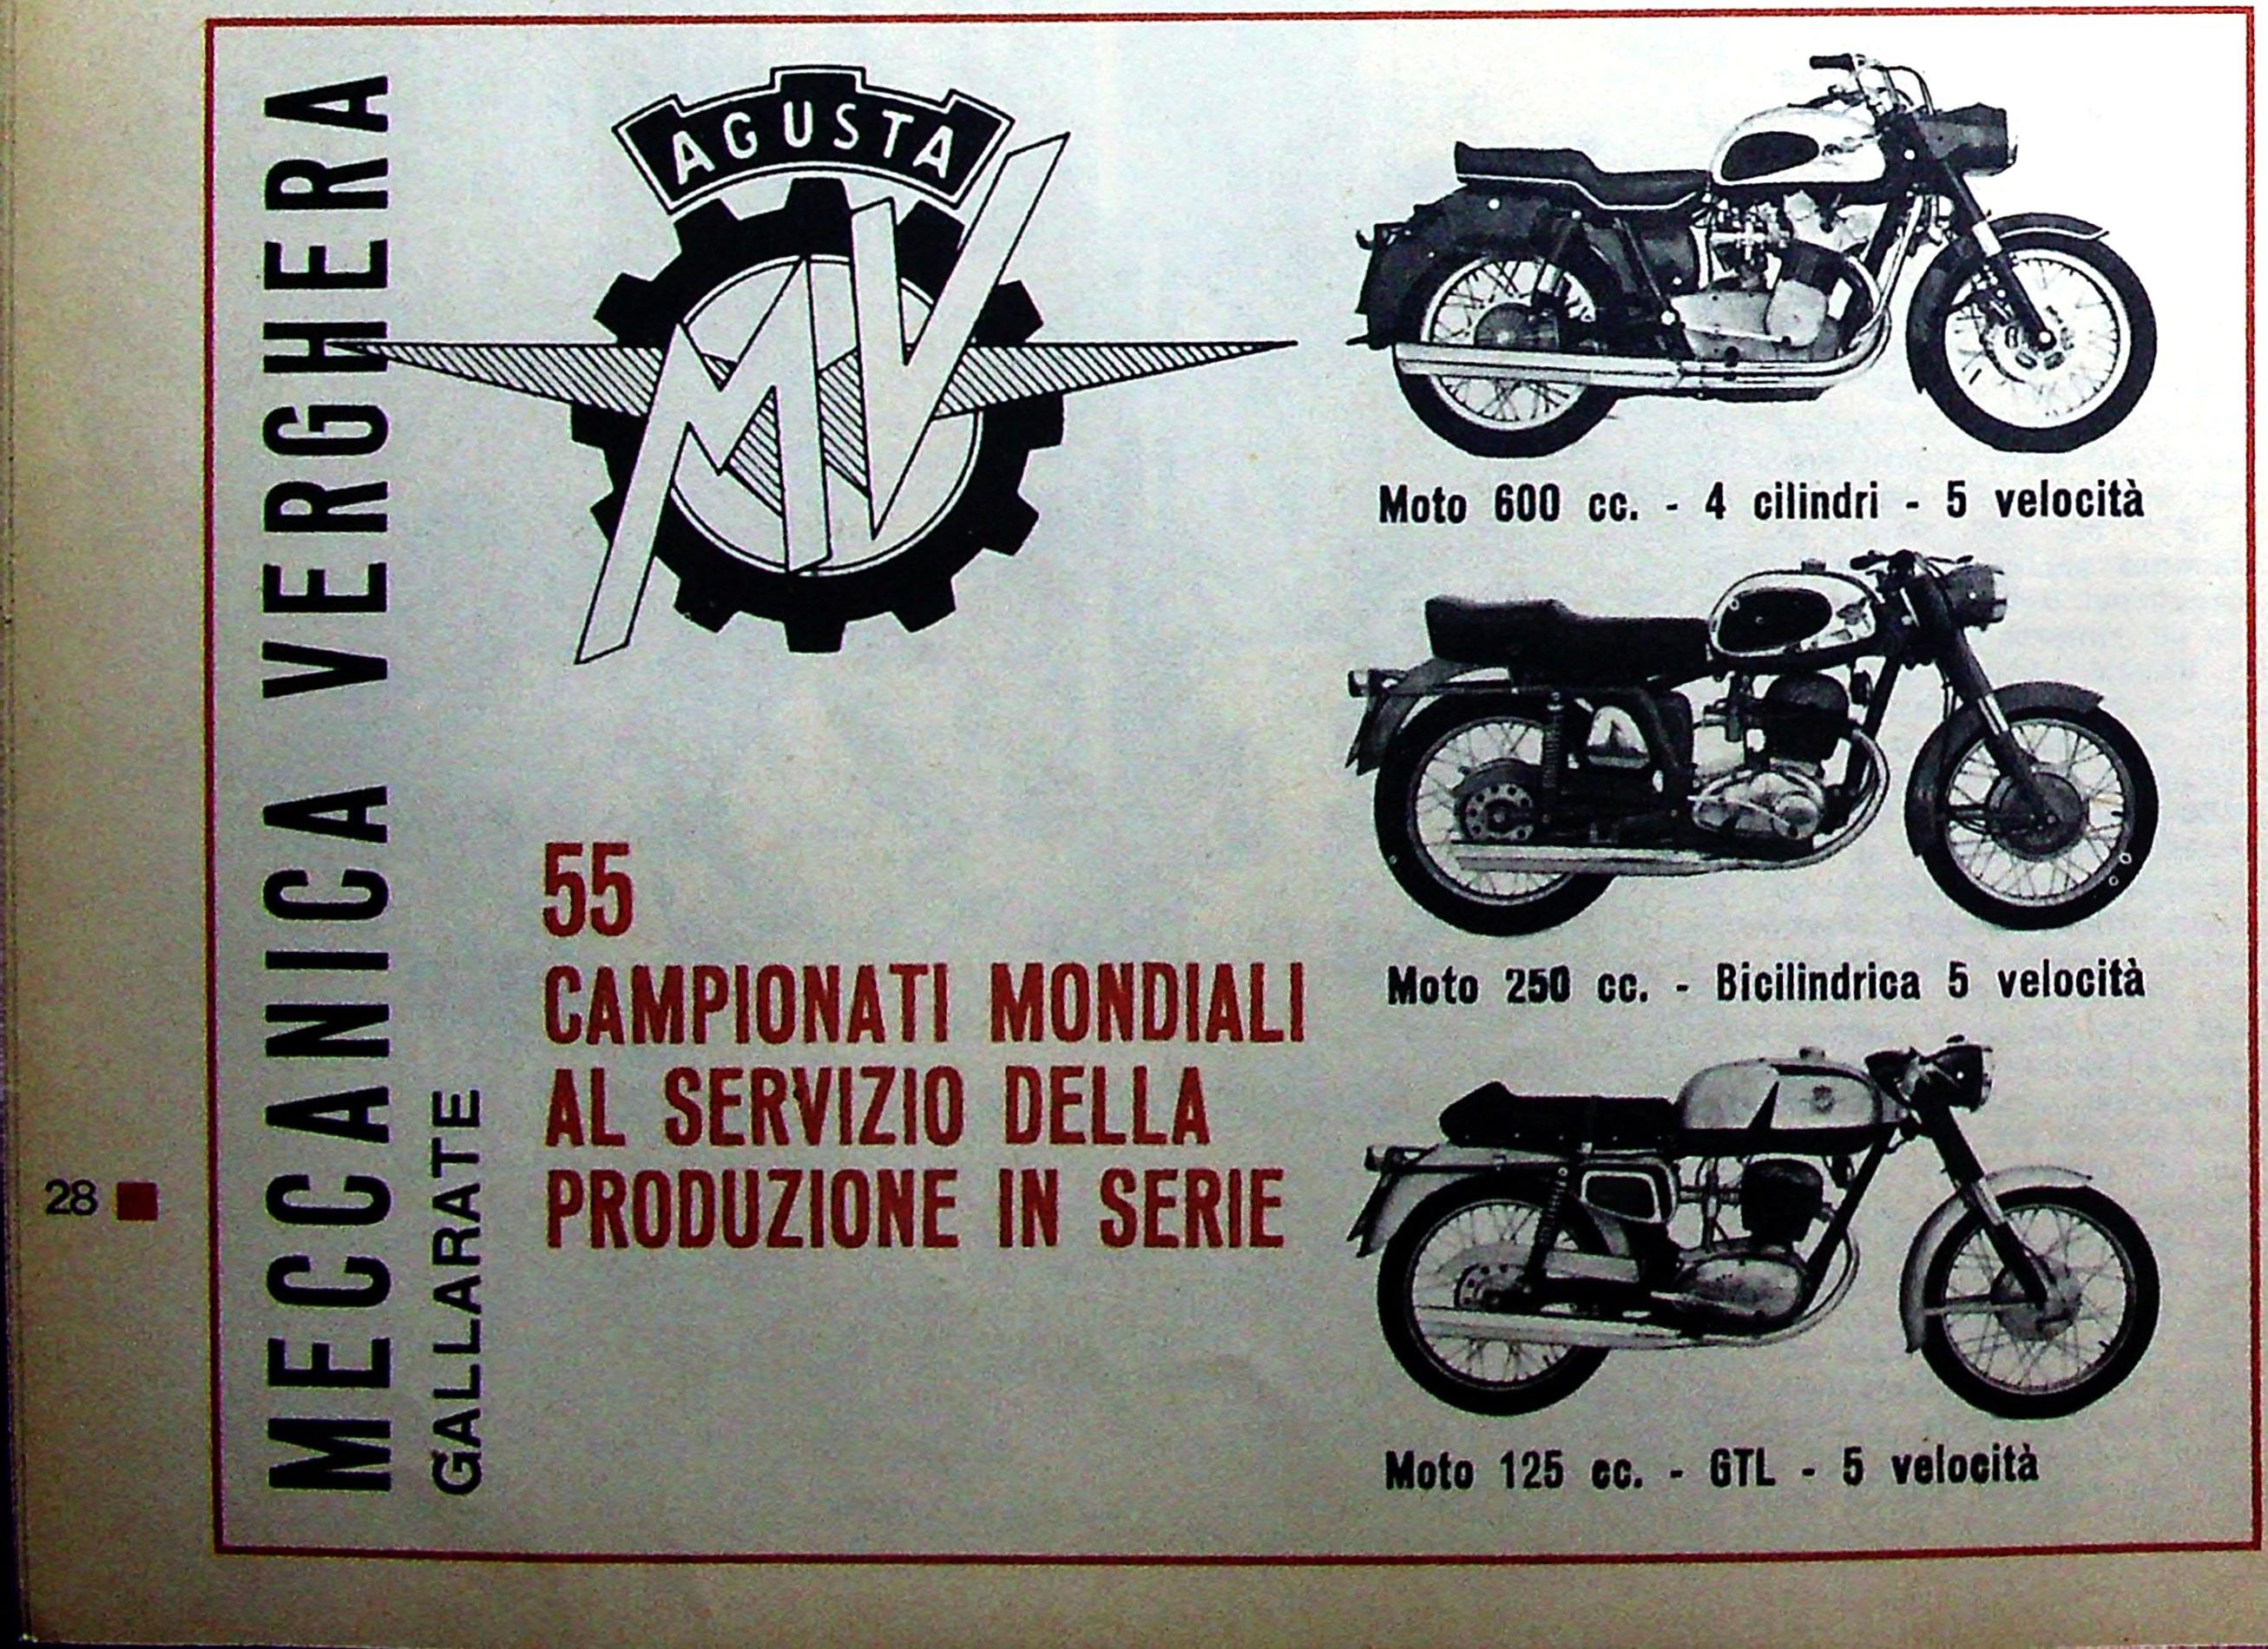 MECCANICA VERGHERA
GALLARATE
AGUSTA
MV
55
CAMPIONATI MONDIALI
AL SERVIZIO DELLA
PRODUZIONE IN SERIE
Moto 600 cc. - 4 cilindri - 5 velocità
Moto 250 cc. - Bicilindrica 5 velocità
Moto 125 cc. - GTL - 5 velocità
28